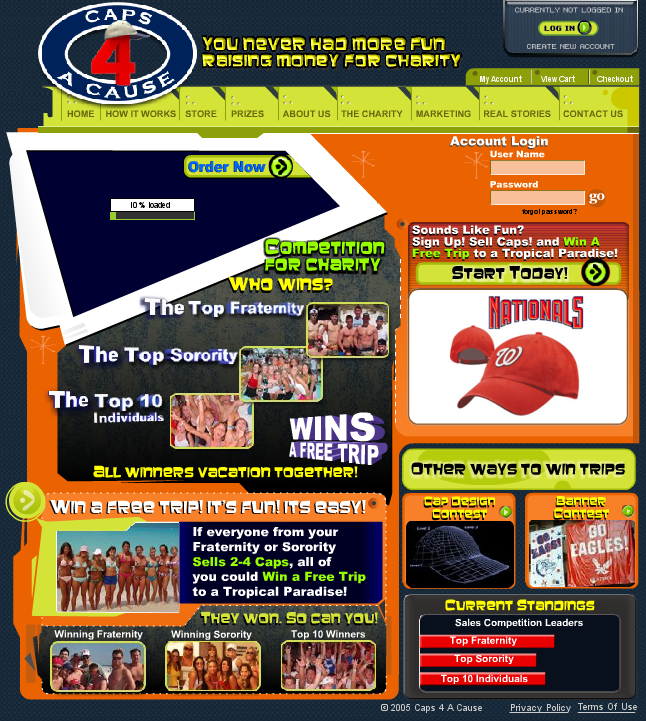 CAPS
4
A CAUSE
You never had more fun
raising money for charity
CURRENTLY NOT LOGGED IN
LOG IN
CREATE NEW ACCOUNT
My Account
View Cart
Checkout
HOME
HOW IT WORKS
STORE
PRIZES
ABOUT US
THE CHARITY
MARKETING
REAL STORIES
CONTACT US
Order Now
10 % loaded
Account Login
User Name
Password
go
forgot password?
Competition
for charity
Who wins?
The Top Fraternity
The Top Sorority
The Top 10
Individuals
WINS
A FREE TRIP
All winners vacation together!
Sounds Like Fun?
Sign Up! Sell Caps! and Win A
Free Trip to a Tropical Paradise!
Start Today!
NATIONALS
W
Other ways to win trips
Cap Design
Contest
Banner
Contest
GO
EAGLES!
Win a free trip! It's fun! Its easy!
If everyone from your
Fraternity or Sorority
Sells 2-4 Caps, all of
you could Win a Free Trip
to a Tropical Paradise!
They won. So can you!
Winning Fraternity
Winning Sorority
Top 10 Winners
Current Standings
Sales Competition Leaders
Top Fraternity
Top Sorority
Top 10 Individuals
© 2005 Caps 4 A Cause
Privacy Policy
Terms Of Use